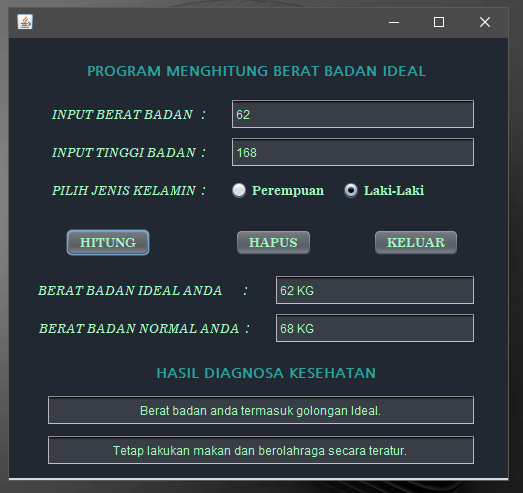 PROGRAM MENGHITUNG BERAT BADAN IDEAL
INPUT BERAT BADAN : 62
INPUT TINGGI BADAN : 168
PILIH JENIS KELAMIN : Perempuan Laki-Laki
HITUNG HAPUS KELUAR
BERAT BADAN IDEAL ANDA : 62 KG
BERAT BADAN NORMAL ANDA : 68 KG
HASIL DIAGNOSA KESEHATAN
Berat badan anda termasuk golongan Ideal.
Tetap lakukan makan dan berolahraga secara teratur.